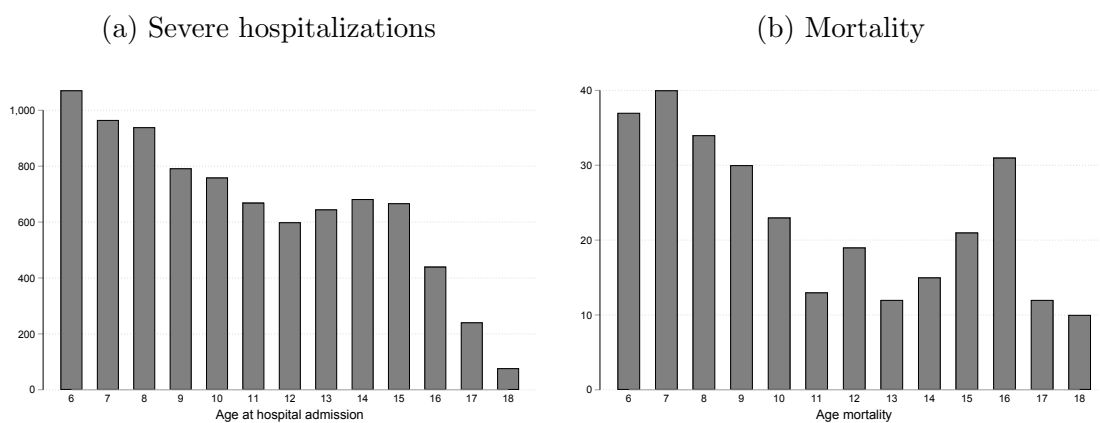 (a) Severe hospitalizations
1,000
800
600
400
200
0
6 7 8 9 10 11 12 13 14 15 16 17 18
Age at hospital admission
(b) Mortality
40
30
20
10
0
6 7 8 9 10 11 12 13 14 15 16 17 18
Age mortality